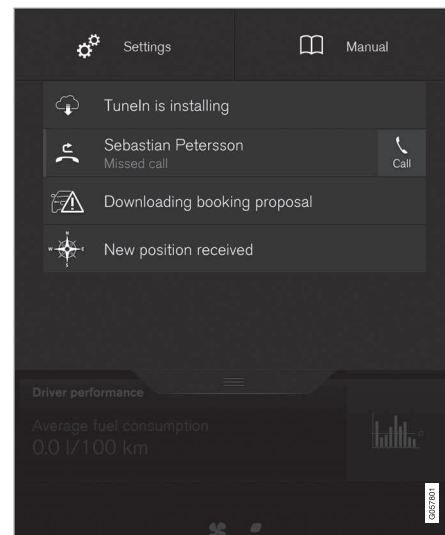 Settings
Manual
TuneIn is installing
Sebastian Petersson
Missed call
Call
Downloading booking proposal
N
W E
S
New position received
Driver performance
Average fuel consumption
0.0 l/100 km
G057801